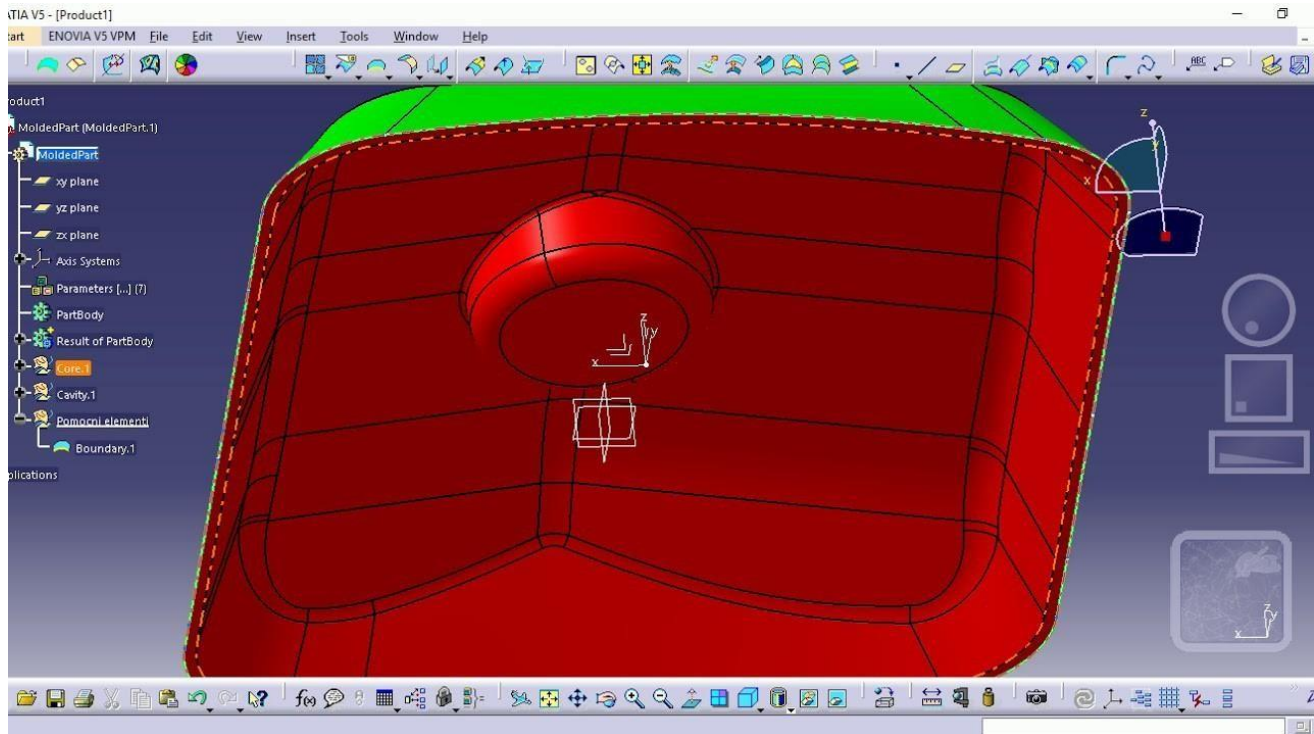 ATIA V5 - [Product1]
tart ENOVIA V5 VPM File Edit View Insert Tools Window Help
ABC
roduct1
MoldedPart (MoldedPart.1)
MoldedPart
xy plane
yz plane
zx plane
Axis Systems
Parameters [...] (7)
PartBody
Result of PartBody
Core.1
Cavity.1
Pomocni elementi
Boundary.1
plications
z
y
x
z
y
x
z
y
x
f(x)